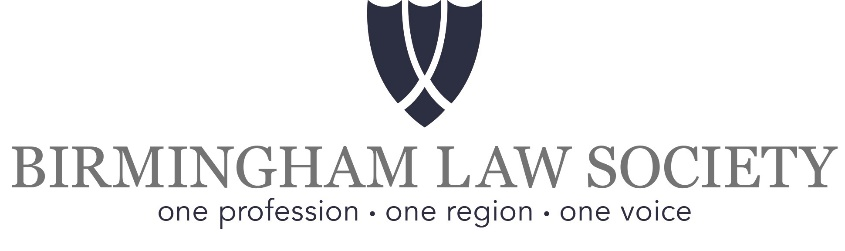 BIRMINGHAM LAW SOCIETY
one profession • one region • one voice